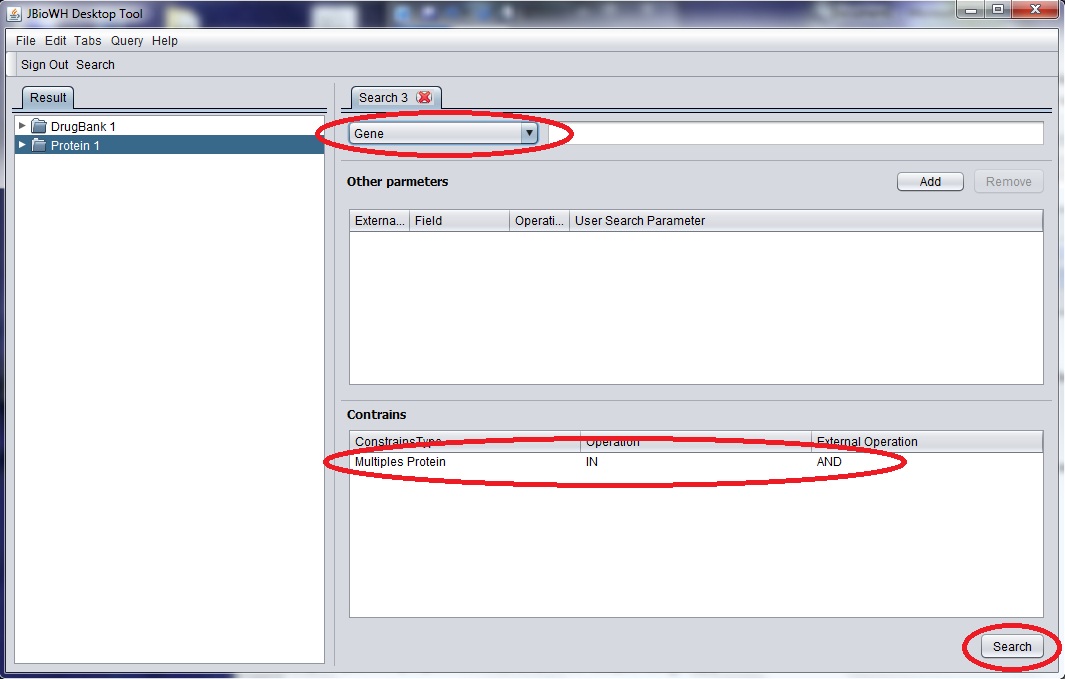 JBioWH Desktop Tool
File Edit Tabs Query Help
Sign Out Search
Result
DrugBank 1
Protein 1
Search 3
Gene
Other parmeters
Add Remove
Externa... Field Operati... User Search Parameter
Contrains
ConstrainsType Operation External Operation
Multiples Protein IN AND
Search